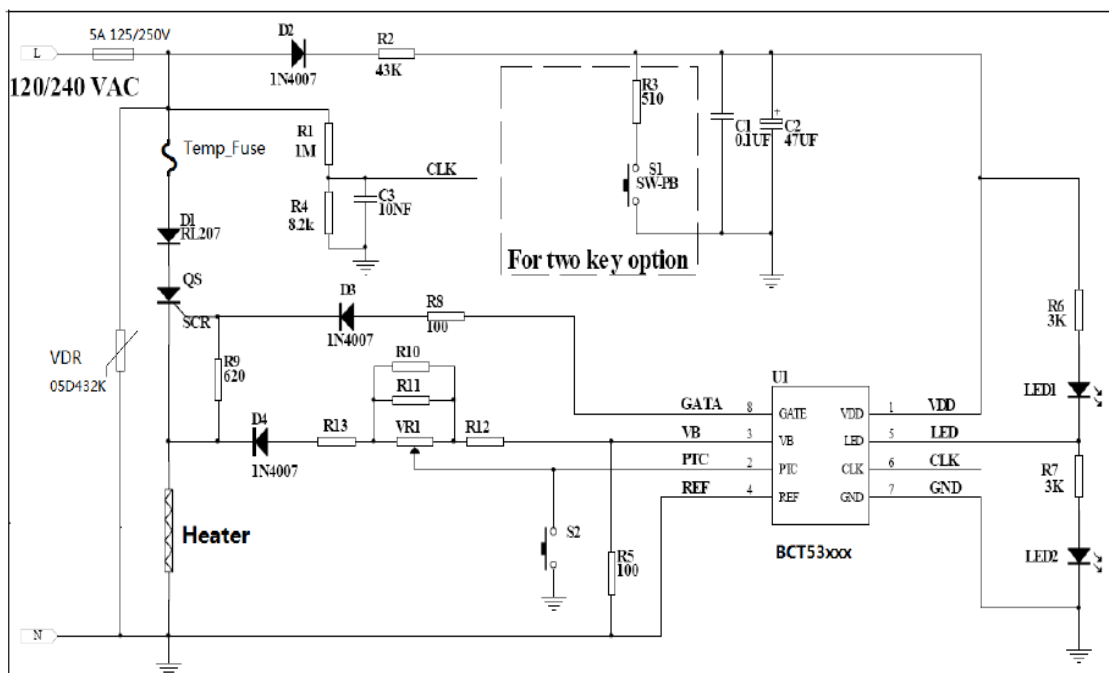 5A 125/250V
L
120/240 VAC
D2
1N4007
R2
43K
Temp_Fuse
R1
1M
CLK
R4
8.2k
C3
10NF
R3
510
S1
SW-PB
For two key option
C1
0.1UF
C2
47UF
+
D1
RL207
QS
SCR
D3
1N4007
R8
100
R9
620
VDR
05D432K
R10
R11
D4
1N4007
R13
VR1
R12
GATA
VB
PTC
REF
8
3
2
4
U1
GATE
VB
PTC
REF
VDD
LED
CLK
GND
1
5
6
7
VDD
LED
CLK
GND
BCT53xxx
R6
3K
LED1
R7
3K
LED2
Heater
S2
R5
100
N